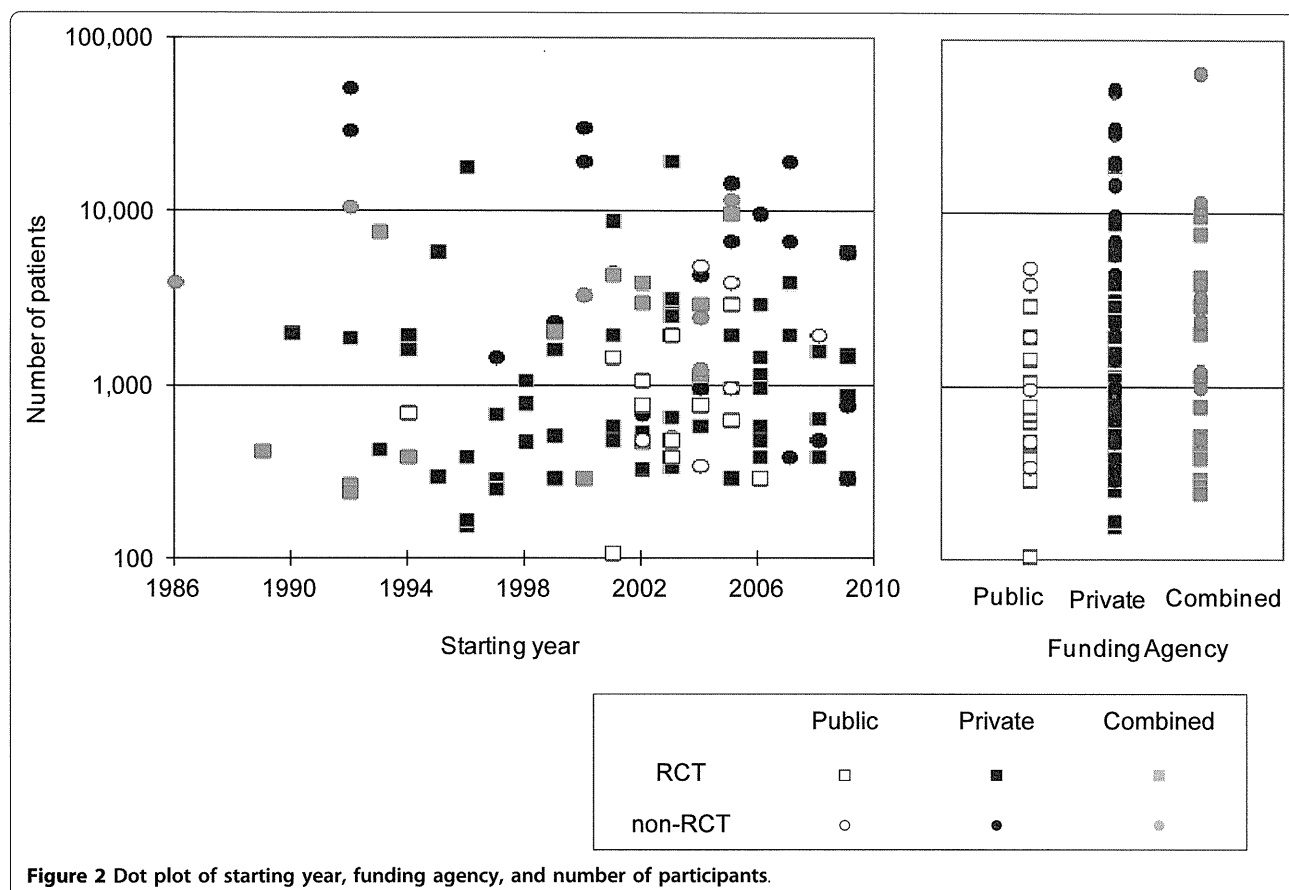 100,000
10,000
1,000
100
Number of patients
1986 1990 1994 1998 2002 2006 2010
Starting year
Public Private Combined
Funding Agency
Public Private Combined
RCT
non-RCT
Figure 2 Dot plot of starting year, funding agency, and number of participants.